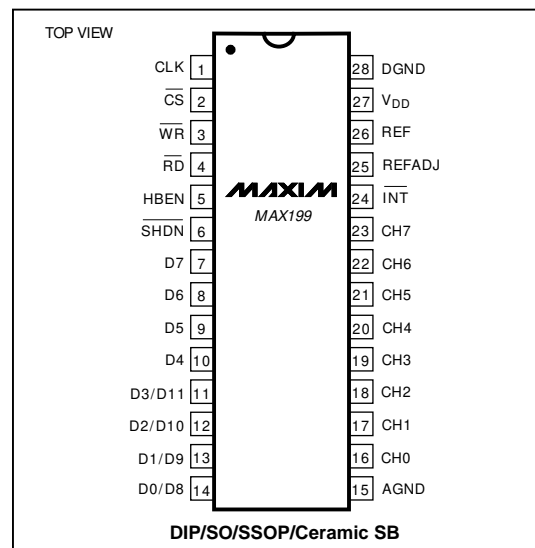 TOP VIEW
CLK 1 28 DGND
CS 2 27 VDD
WR 3 26 REF
RD 4 25 REFADJ
HBEN 5 24 INT
SHDN 6 23 CH7
D7 7 22 CH6
D6 8 21 CH5
D5 9 20 CH4
D4 10 19 CH3
D3/D11 11 18 CH2
D2/D10 12 17 CH1
D1/D9 13 16 CH0
D0/D8 14 15 AGND
MAXIM
MAX199
DIP/SO/SSOP/Ceramic SB